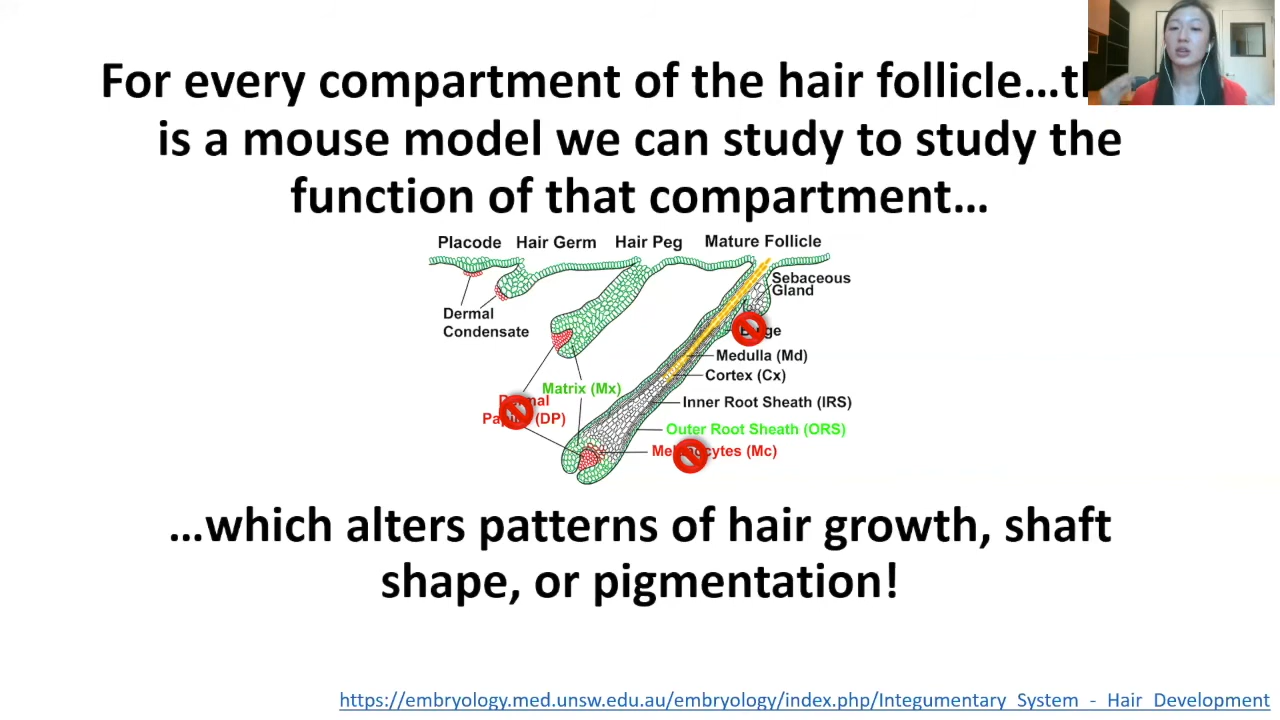 For every compartment of the hair follicle…
is a mouse model we can study to study the
function of that compartment…
Placode Hair Germ Hair Peg Mature Follicle
Sebaceous
Gland
Dermal
Condensate
Medulla (Md)
Cortex (Cx)
Matrix (Mx)
Inner Root Sheath (IRS)
(DP)
Outer Root Sheath (ORS)
(Mc)
…which alters patterns of hair growth, shaft
shape, or pigmentation!
https://embryology.med.unsw.edu.au/embryology/index.php/Integumentary_System_-_Hair_Development